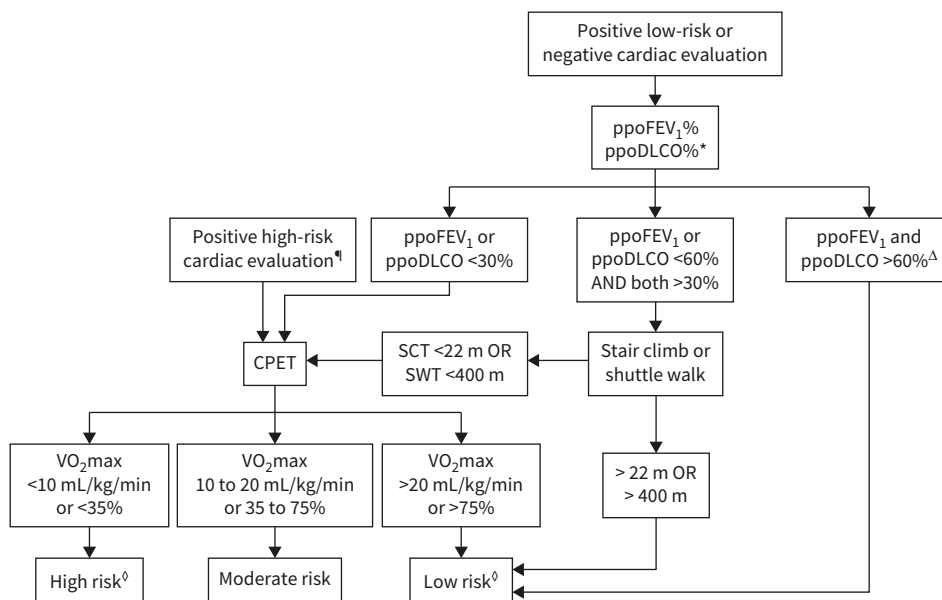 Positive low-risk or
negative cardiac evaluation
ppoFEV₁%
ppoDLCO%*
Positive high-risk
cardiac evaluation¶
ppoFEV₁ or
ppoDLCO <30%
ppoFEV₁ or
ppoDLCO <60%
AND both >30%
ppoFEV₁ and
ppoDLCO >60%Δ
CPET
SCT <22 m OR
SWT <400 m
Stair climb or
shuttle walk
VO₂max
<10 mL/kg/min
or <35%
VO₂max
10 to 20 mL/kg/min
or 35 to 75%
VO₂max
>20 mL/kg/min
or >75%
> 22 m OR
> 400 m
High risk◊
Moderate risk
Low risk◊